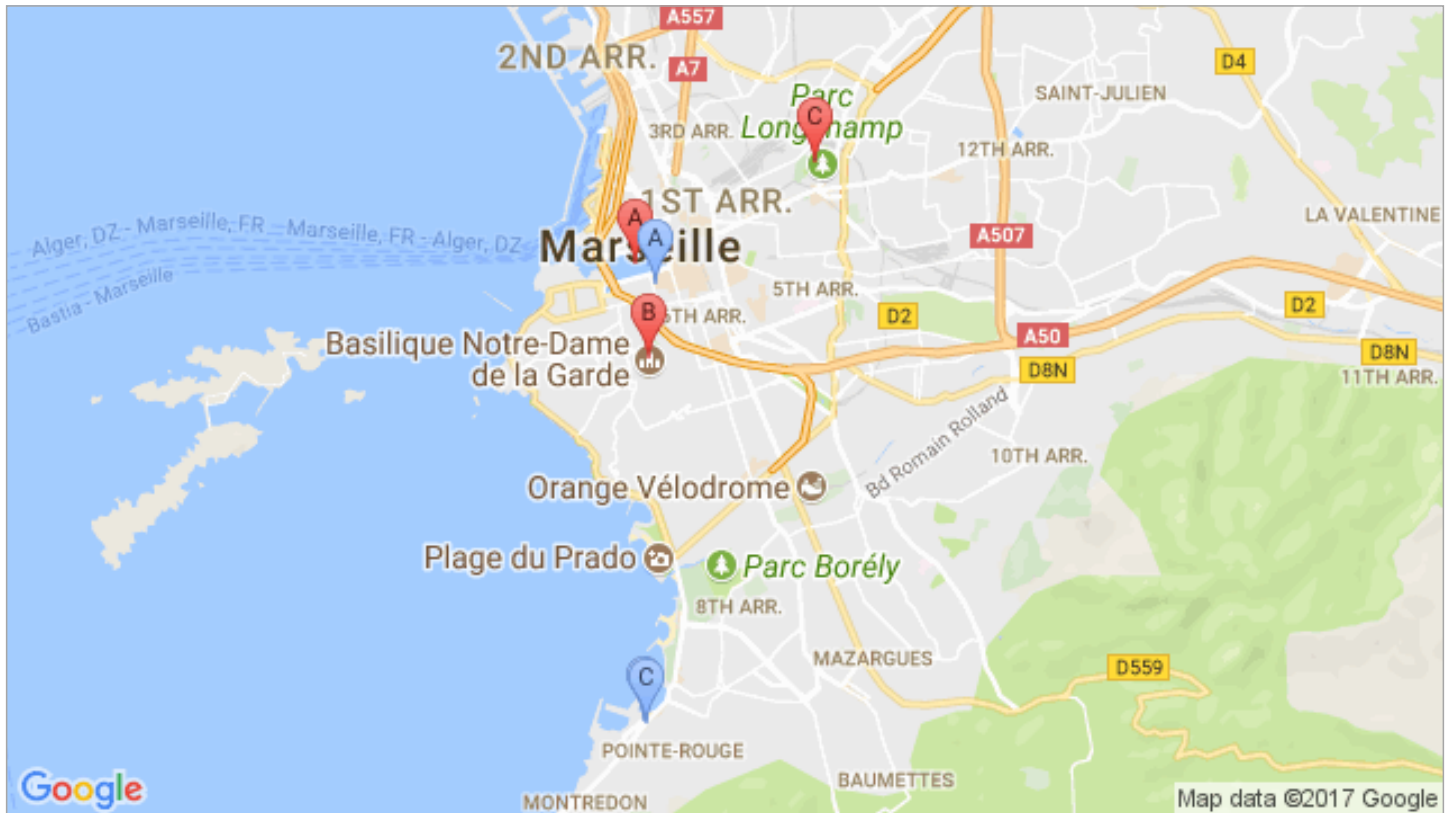 A557
2ND ARR.
A7
D4
Parc
Longchamp
C
SAINT-JULIEN
3RD ARR.
12TH ARR.
1ST ARR.
LA VALENTINE
A
A
Marseille
A507
Alger, DZ - Marseille, FR
Marseille, FR - Alger, DZ
Bastia - Marseille
5TH ARR.
D2
D2
B
6TH ARR.
A50
Basilique Notre-Dame
de la Garde
D8N
D8N
11TH ARR.
Bd Romain Rolland
10TH ARR.
Orange Vélodrome
Plage du Prado
Parc Borély
8TH ARR.
MAZARGUES
D559
C
POINTE-ROUGE
BAUMETTES
MONTREDON
Google
Map data ©2017 Google